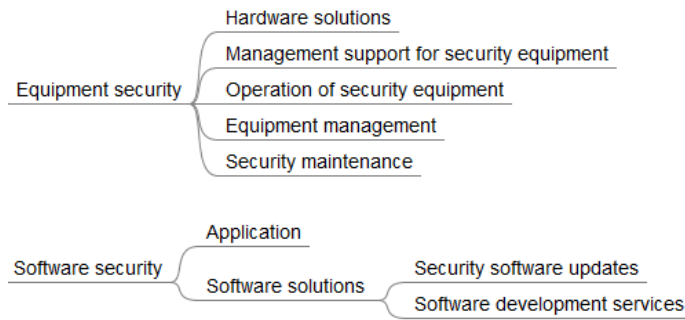 Equipment security
Hardware solutions
Management support for security equipment
Operation of security equipment
Equipment management
Security maintenance
Software security
Application
Software solutions
Security software updates
Software development services